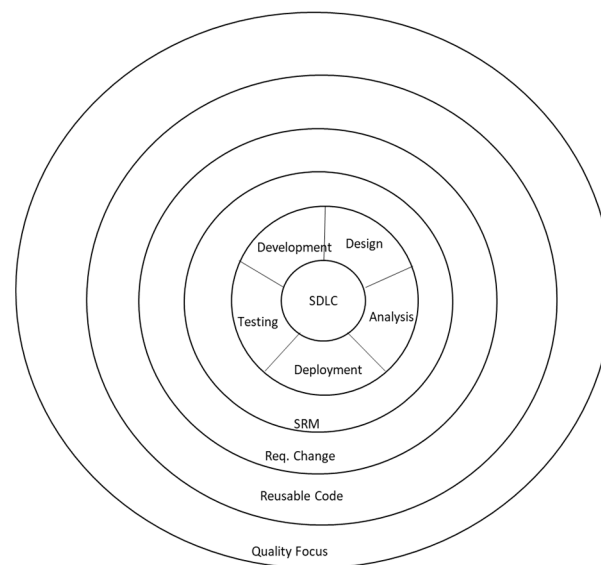 Development
Design
SDLC
Testing
Analysis
Deployment
SRM
Req. Change
Reusable Code
Quality Focus